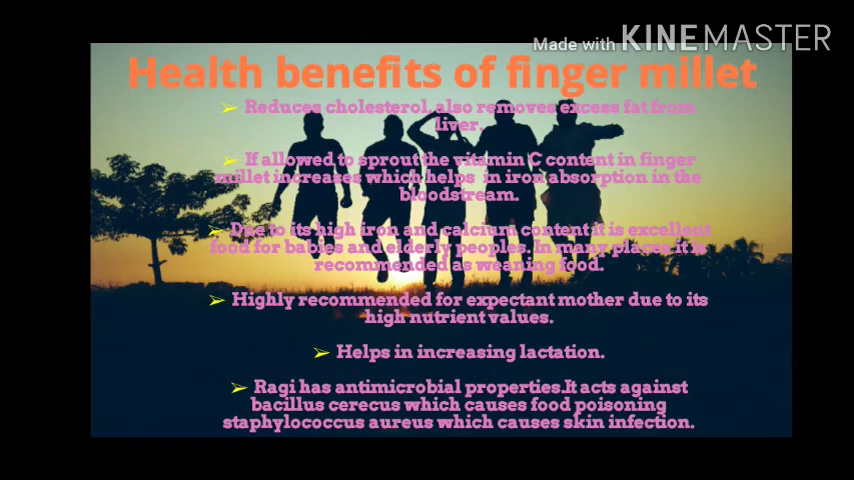 Made with KINEMASTER
Health benefits of finger millet
➢ Reduces cholesterol, also removes excess fat from
liver.
➢ If allowed to sprout the vitamin C content in finger
millet increases which helps in iron absorption in the
bloodstream.
➢ Due to its high iron and calcium content it is excellent
food for babies and elderly peoples. In many places it is
recommended as weaning food.
➢ Highly recommended for expectant mother due to its
high nutrient values.
➢ Helps in increasing lactation.
➢ Ragi has antimicrobial properties.It acts against
bacillus cerecus which causes food poisoning
staphylococcus aureus which causes skin infection.